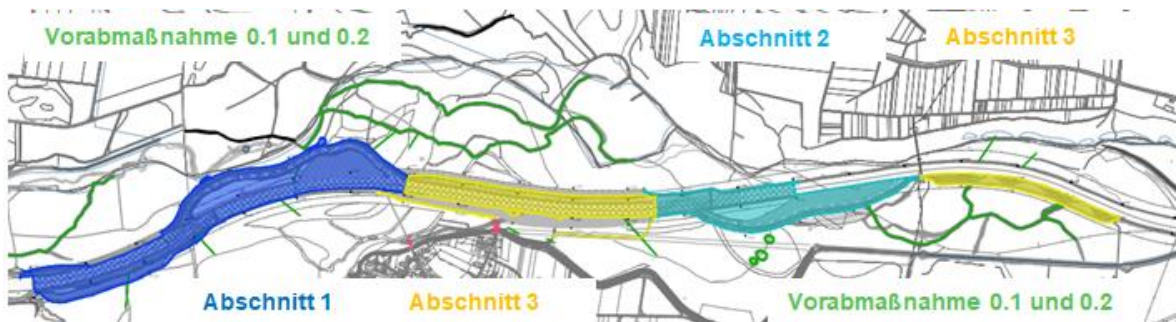 Vorabmaßnahme 0.1 und 0.2
Abschnitt 2
Abschnitt 3
Abschnitt 1
Abschnitt 3
Vorabmaßnahme 0.1 und 0.2